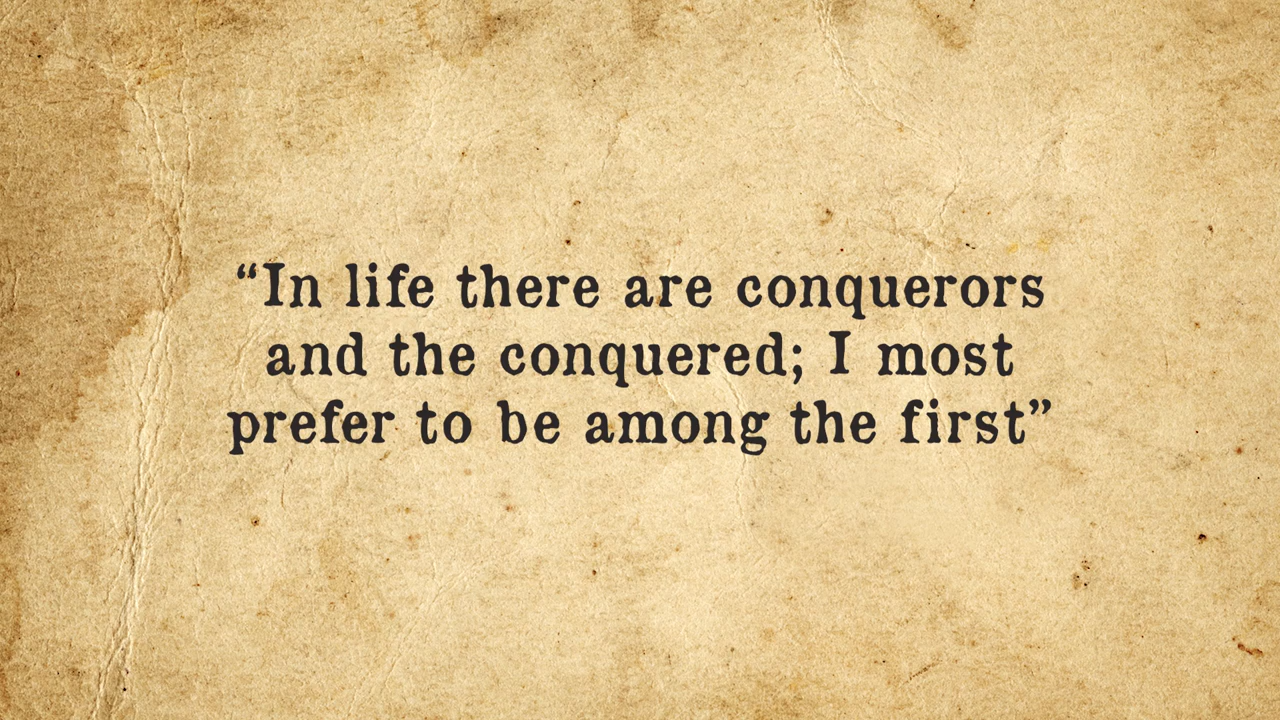 “In life there are conquerors
and the conquered; I most
prefer to be among the first”